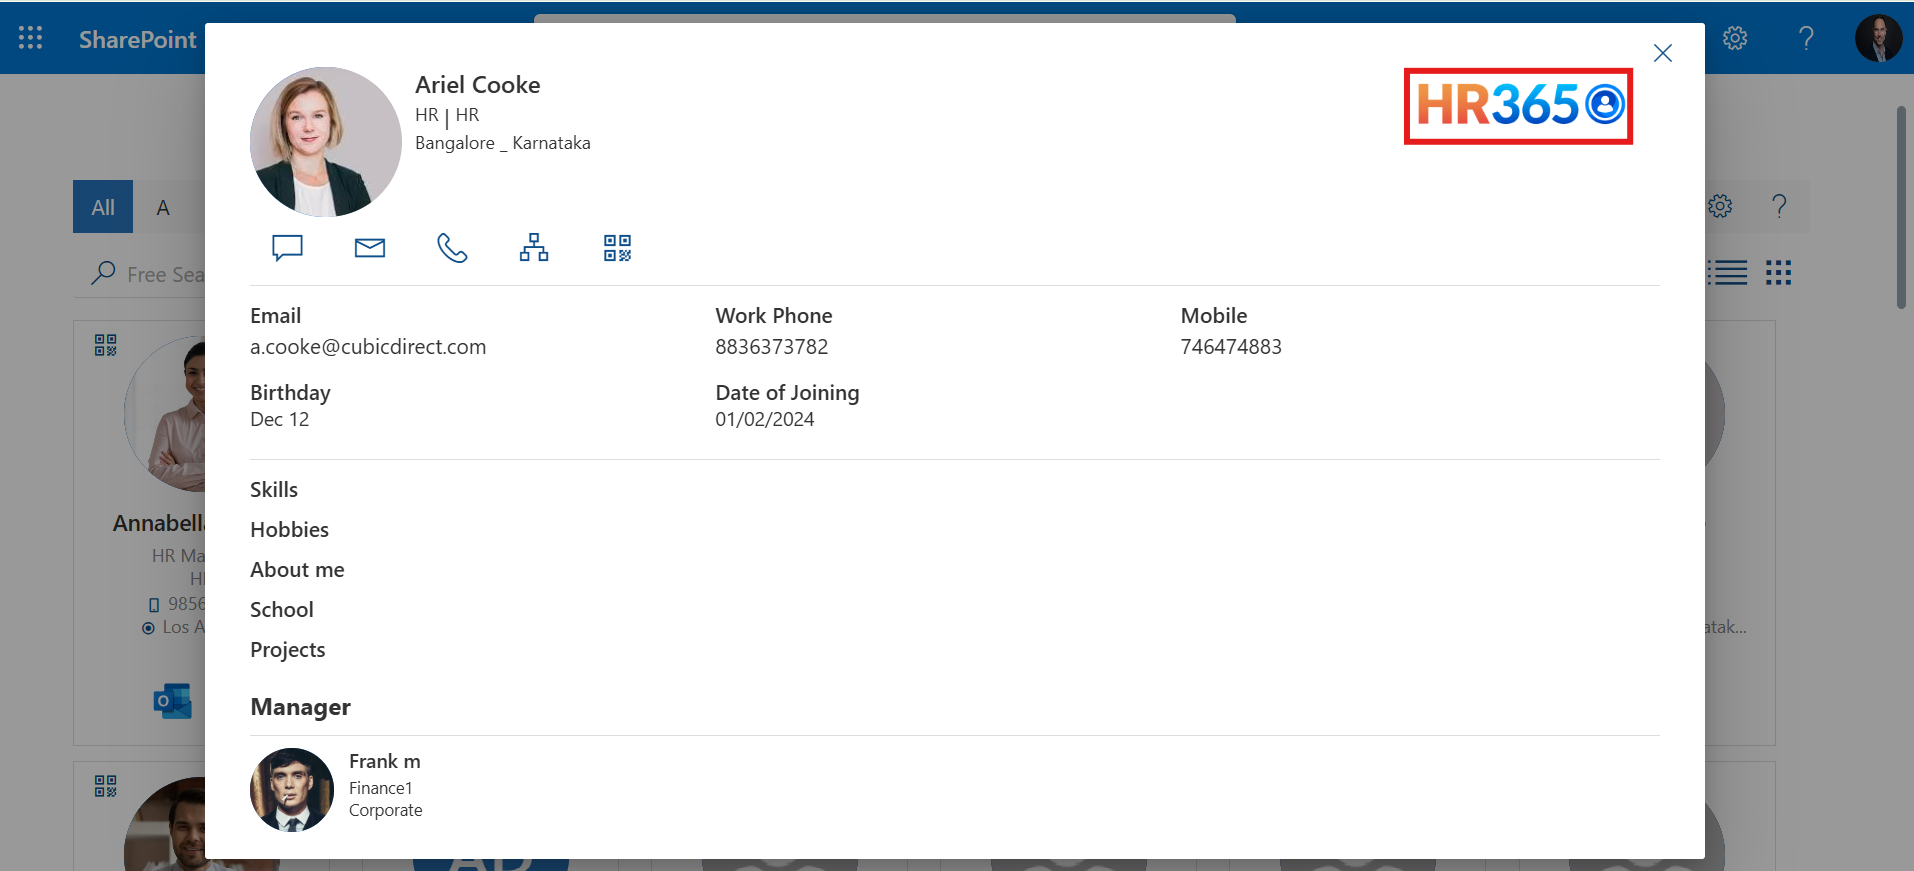 SharePoint
?
Ariel Cooke
HR | HR
Bangalore _ Karnataka
HR365
All
A
?
Free Sea
Email
Work Phone
Mobile
a.cooke@cubicdirect.com
8836373782
746474883
Birthday
Date of Joining
Dec 12
01/02/2024
Skills
Hobbies
About me
School
Projects
Manager
Frank m
Finance1
Corporate
Annabell
HR Ma
H
985
Los A
atak...